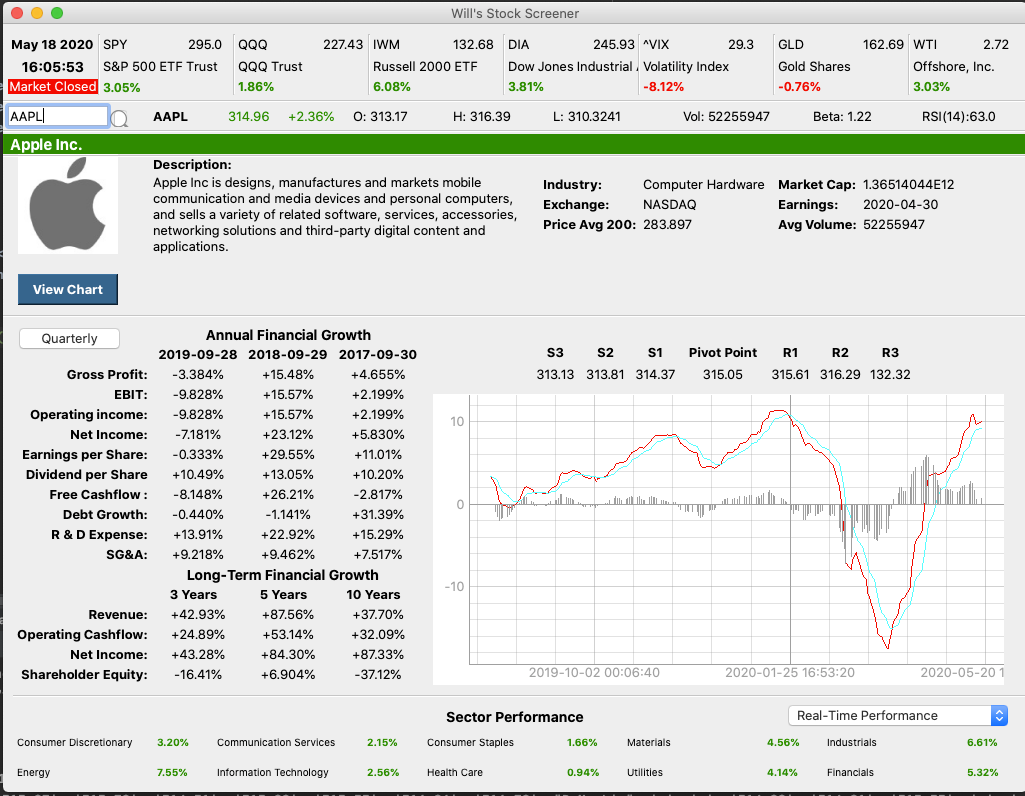 Will's Stock Screener
May 18 2020 SPY 295.0 QQQ 227.43 IWM 132.68 DIA 245.93 ^VIX 29.3 GLD 162.69 WTI 2.72
16:05:53 S&P 500 ETF Trust QQQ Trust Russell 2000 ETF Dow Jones Industrial Volatility Index Gold Shares Offshore, Inc.
Market Closed 3.05% 1.86% 6.08% 3.81% -8.12% -0.76% 3.03%
AAPL AAPL 314.96 +2.36% O: 313.17 H: 316.39 L: 310.3241 Vol: 52255947 Beta: 1.22 RSI(14):63.0
Apple Inc.
Description:
Apple Inc is designs, manufactures and markets mobile
communication and media devices and personal computers,
and sells a variety of related software, services, accessories,
networking solutions and third-party digital content and
applications.
Industry: Computer Hardware Market Cap: 1.36514044E12
Exchange: NASDAQ Earnings: 2020-04-30
Price Avg 200: 283.897 Avg Volume: 52255947
View Chart
Quarterly Annual Financial Growth
2019-09-28 2018-09-29 2017-09-30
Gross Profit: -3.384% +15.48% +4.655%
EBIT: -9.828% +15.57% +2.199%
Operating income: -9.828% +15.57% +2.199%
Net Income: -7.181% +23.12% +5.830%
Earnings per Share: -0.333% +29.55% +11.01%
Dividend per Share +10.49% +13.05% +10.20%
Free Cashflow : -8.148% +26.21% -2.817%
Debt Growth: -0.440% -1.141% +31.39%
R & D Expense: +13.91% +22.92% +15.29%
SG&A: +9.218% +9.462% +7.517%
Long-Term Financial Growth
3 Years 5 Years 10 Years
Revenue: +42.93% +87.56% +37.70%
Operating Cashflow: +24.89% +53.14% +32.09%
Net Income: +43.28% +84.30% +87.33%
Shareholder Equity: -16.41% +6.904% -37.12%
S3 S2 S1 Pivot Point R1 R2 R3
313.13 313.81 314.37 315.05 315.61 316.29 132.32
10
0
-10
2019-10-02 00:06:40 2020-01-25 16:53:20 2020-05-20 1
Sector Performance Real-Time Performance
Consumer Discretionary 3.20% Communication Services 2.15% Consumer Staples 1.66% Materials 4.56% Industrials 6.61%
Energy 7.55% Information Technology 2.56% Health Care 0.94% Utilities 4.14% Financials 5.32%